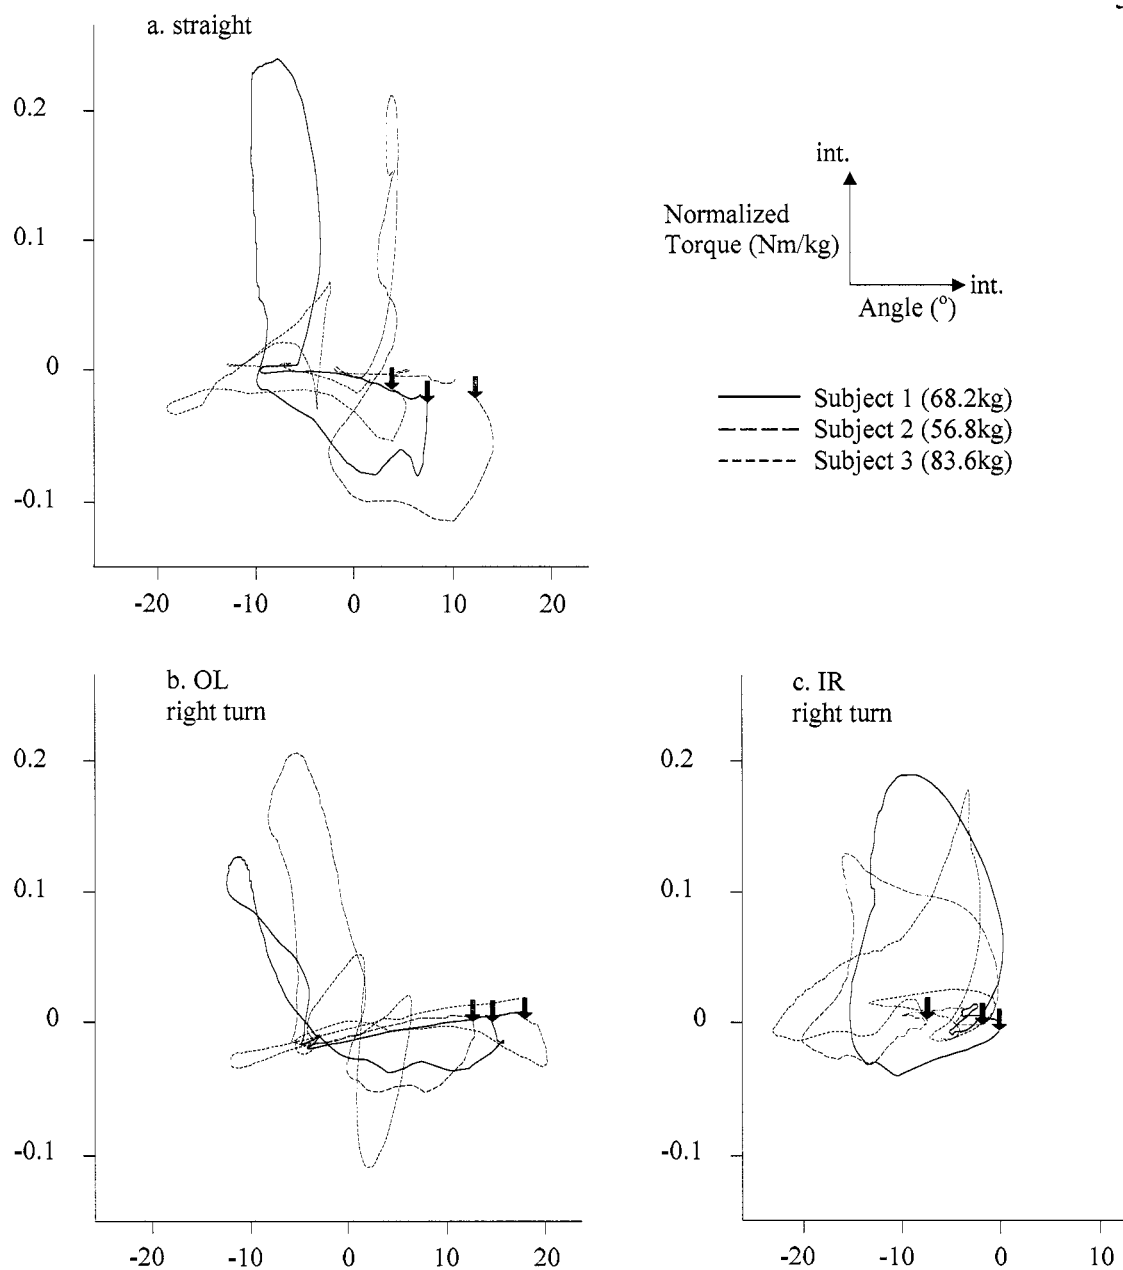 a. straight
0.2
0.1
0
-0.1
-20 -10 0 10 20
int.
Normalized
Torque (Nm/kg)
int.
Angle (°)
Subject 1 (68.2kg)
Subject 2 (56.8kg)
Subject 3 (83.6kg)
b. OL
right turn
0.2
0.1
0
-0.1
-20 -10 0 10 20
c. IR
right turn
0.2
0.1
0
-0.1
-20 -10 0 10